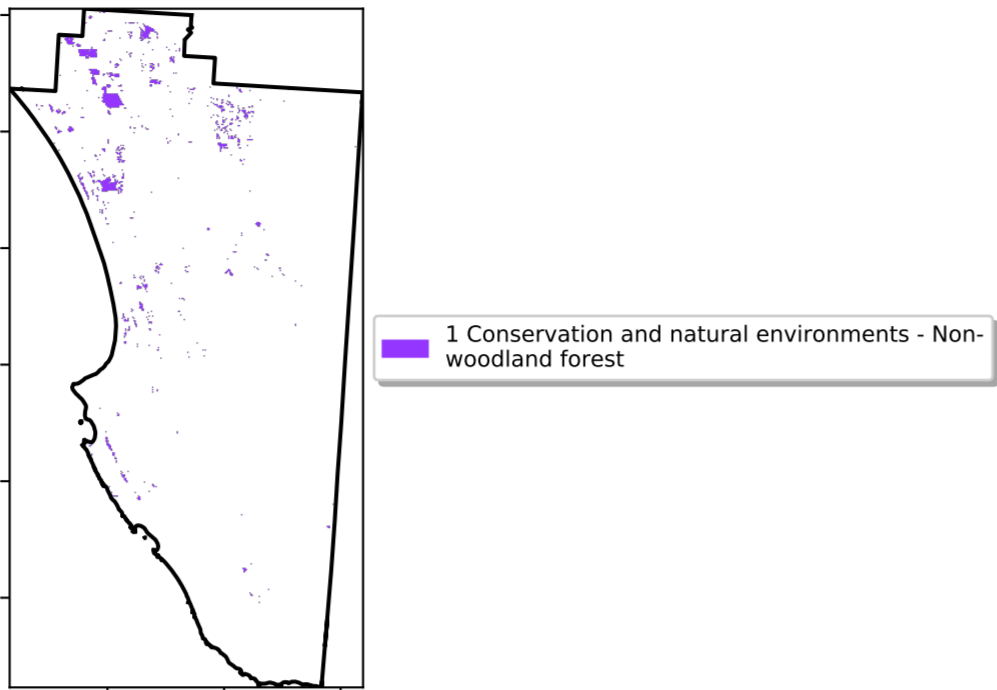 1 Conservation and natural environments - Non-
woodland forest